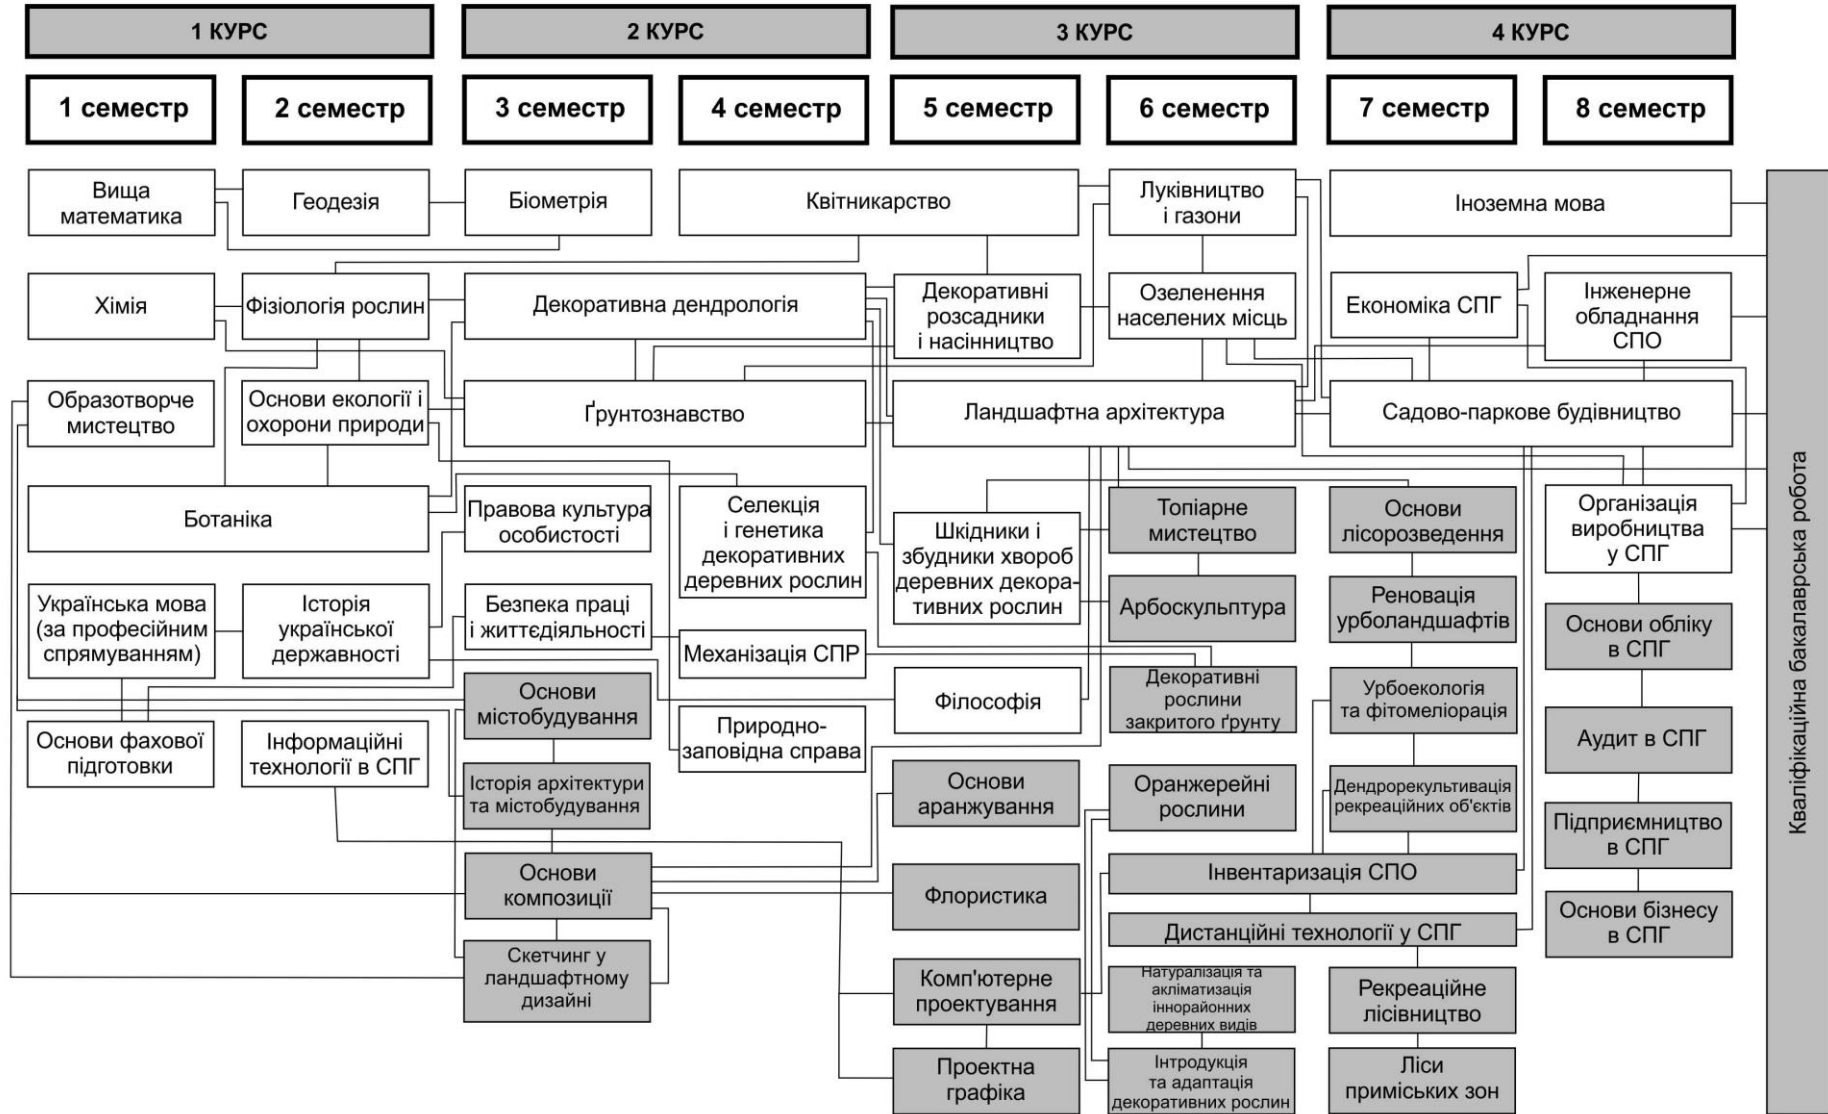 1 КУРС
2 КУРС
3 КУРС
4 КУРС
1 семестр
2 семестр
3 семестр
4 семестр
5 семестр
6 семестр
7 семестр
8 семестр
Вища
математика
Геодезія
Біометрія
Квітникарство
Луківництво
і газони
Іноземна мова
Хімія
Фізіологія рослин
Декоративна дендрологія
Декоративні
розсадники
і насінництво
Озеленення
населених місць
Економіка СПГ
Інженерне
обладнання
СПО
Образотворче
мистецтво
Основи екології і
охорони природи
Ґрунтознавство
Ландшафтна архітектура
Садово-паркове будівництво
Ботаніка
Правова культура
особистості
Селекція
і генетика
декоративних
деревних рослин
Шкідники і
збудники хвороб
деревних декора-
тивних рослин
Топіарне
мистецтво
Основи
лісорозведення
Організація
виробництва
у СПГ
Українська мова
(за професійним
спрямуванням)
Історія
української
державності
Безпека праці
і життєдіяльності
Механізація СПР
Арбоскульптура
Реновація
урболандшафтів
Основи обліку
в СПГ
Основи
містобудування
Філософія
Декоративні
рослини
закритого ґрунту
Урбоекологія
та фітомеліорація
Основи фахової
підготовки
Інформаційні
технології в СПГ
Природно-
заповідна справа
Аудит в СПГ
Історія архітектури
та містобудування
Основи
аранжування
Оранжерейні
рослини
Дендрорекультивація
рекреаційних об'єктів
Підприємництво
в СПГ
Основи
композиції
Флористика
Інвентаризація СПО
Основи бізнесу
в СПГ
Дистанційні технології у СПГ
Скетчинг у
ландшафтному
дизайні
Комп'ютерне
проектування
Натуралізація та
акліматизація
іннорайонних
деревних видів
Рекреаційне
лісівництво
Проектна
графіка
Інтродукція
та адаптація
декоративних рослин
Ліси
приміських зон
Кваліфікаційна бакалаврська робота